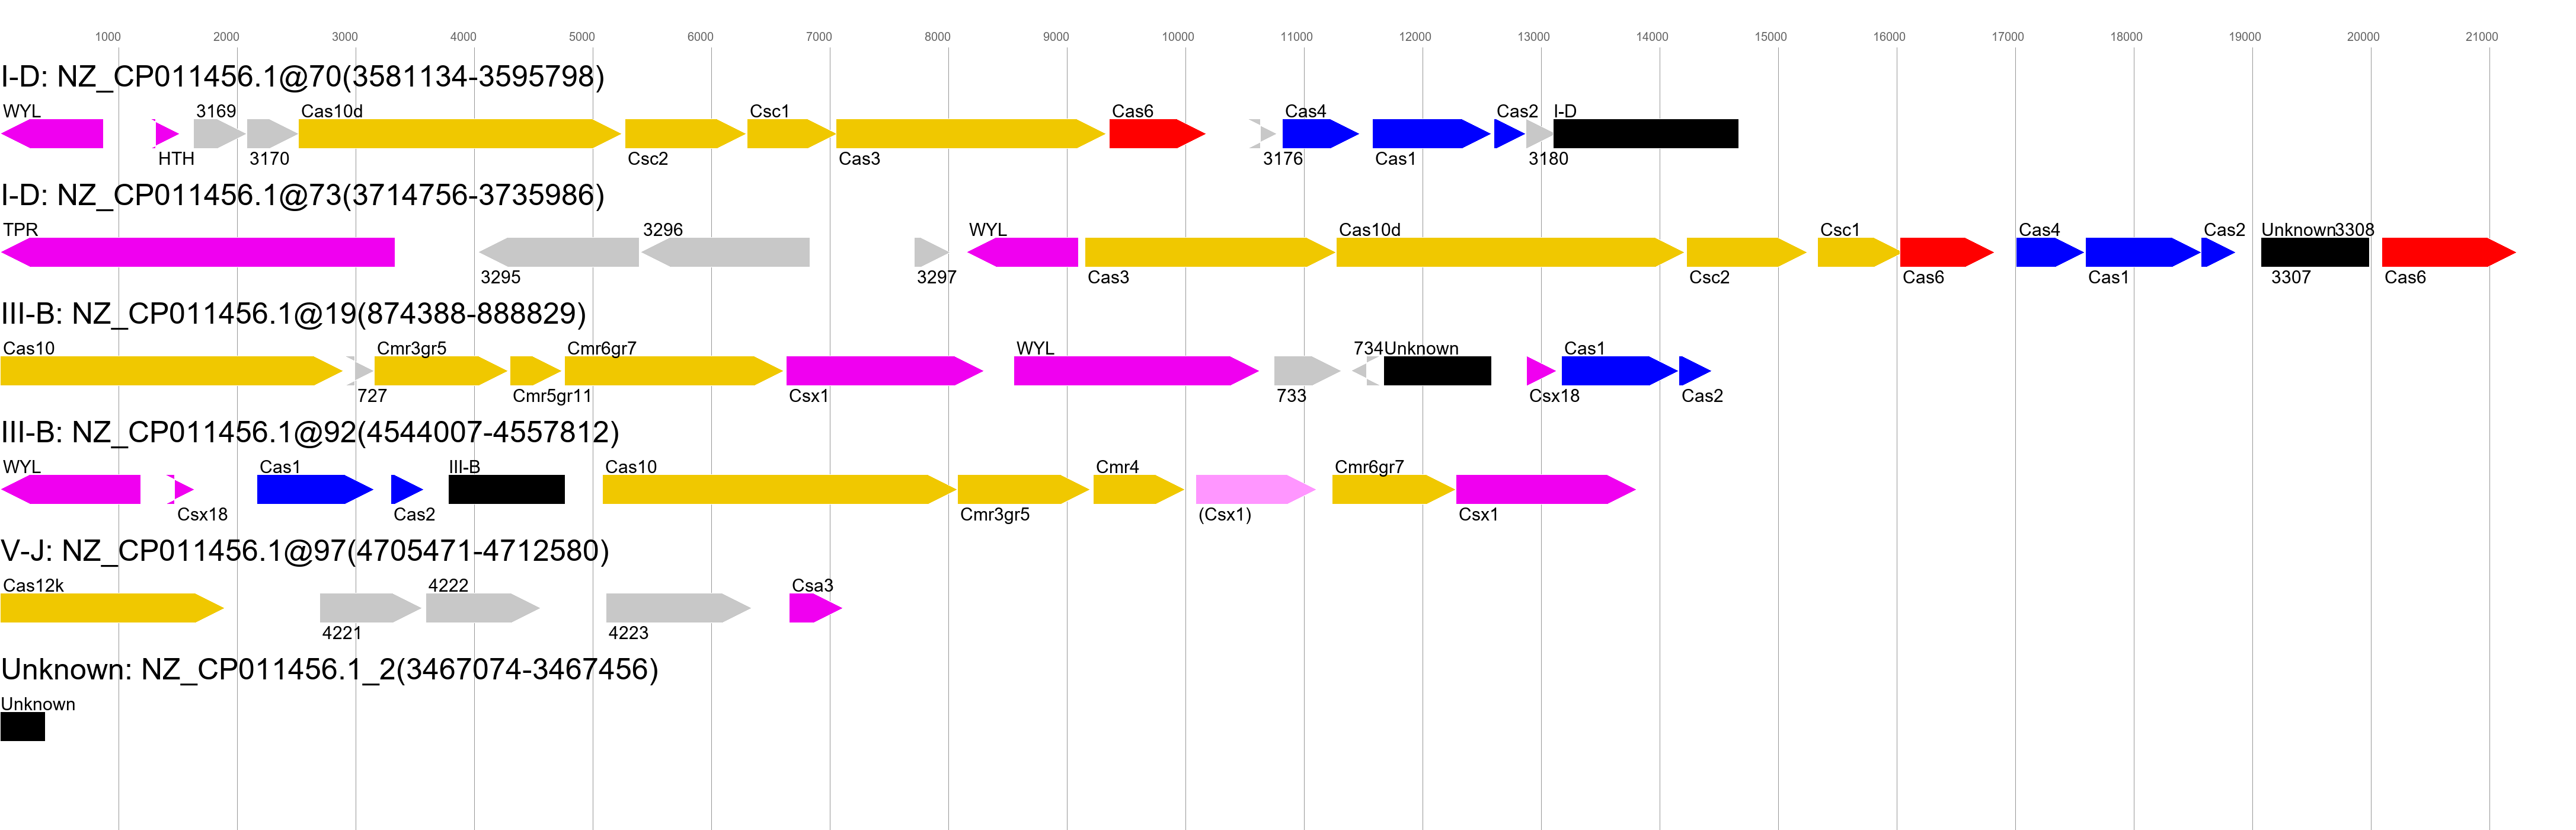 1000 2000 3000 4000 5000 6000 7000 8000 9000 10000 11000 12000 13000 14000 15000 16000 17000 18000 19000 20000 21000
I-D: NZ_CP011456.1@70(3581134-3595798)
WYL 3169 Cas10d Csc1 Cas6 Cas4 Cas2 I-D
HTH 3170 Csc2 Cas3 3176 Cas1 3180
I-D: NZ_CP011456.1@73(3714756-3735986)
TPR 3296 WYL Cas10d Csc1 Cas4 Cas2 Unknown3308
3295 3297 Cas3 Csc2 Cas6 Cas1 3307 Cas6
III-B: NZ_CP011456.1@19(874388-888829)
Cas10 Cmr3gr5 Cmr6gr7 WYL 734Unknown Cas1
727 Cmr5gr11 Csx1 733 Csx18 Cas2
III-B: NZ_CP011456.1@92(4544007-4557812)
WYL Cas1 III-B Cas10 Cmr4 Cmr6gr7
Csx18 Cas2 Cmr3gr5 (Csx1) Csx1
V-J: NZ_CP011456.1@97(4705471-4712580)
Cas12k 4222 Csa3
4221 4223
Unknown: NZ_CP011456.1_2(3467074-3467456)
Unknown